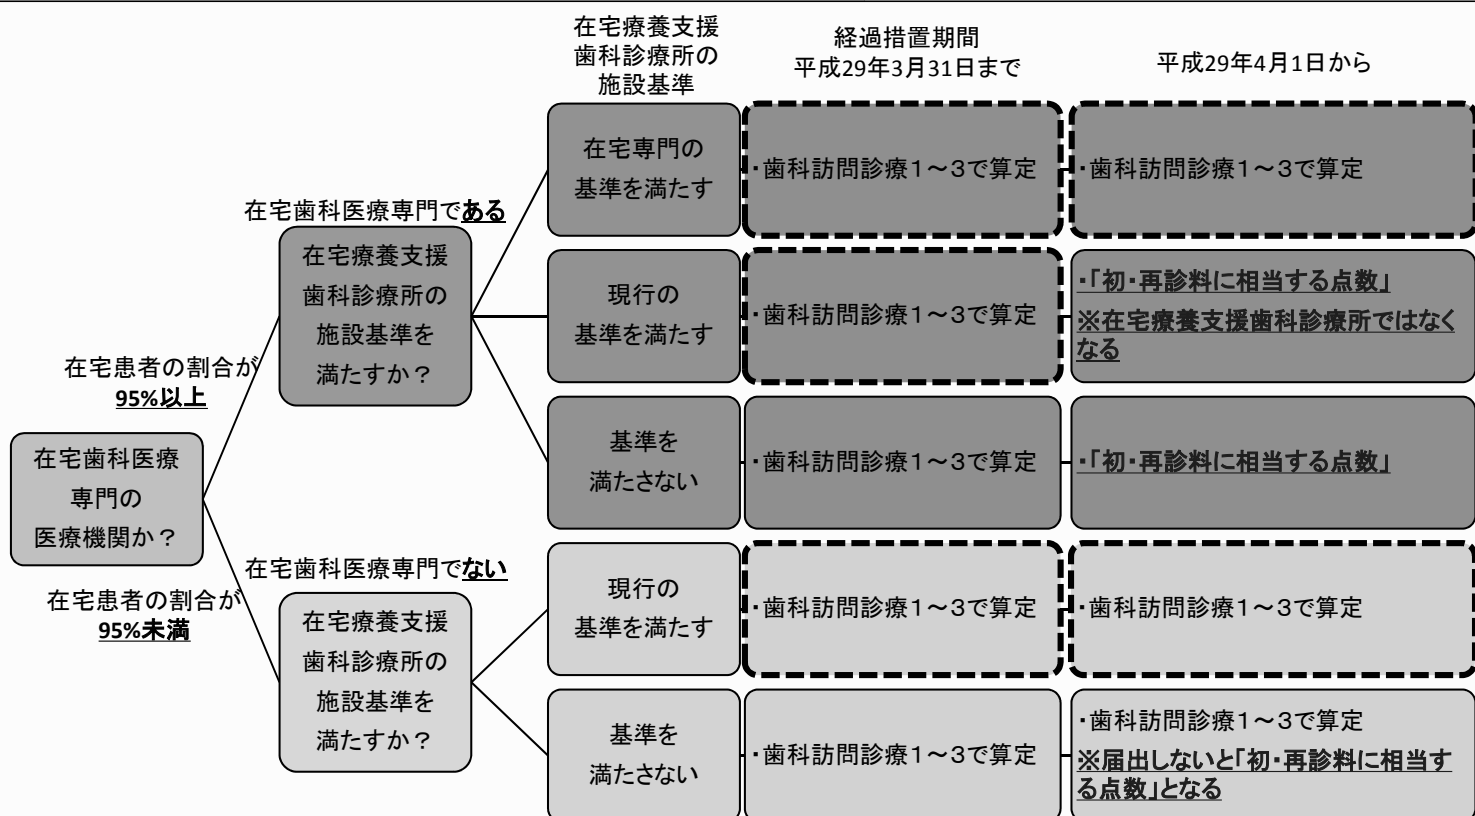 在宅療養支援
歯科診療所の
施設基準
経過措置期間
平成29年3月31日まで
平成29年4月1日から
在宅専門の
基準を満たす
・歯科訪問診療１～３で算定
・歯科訪問診療１～３で算定
在宅歯科医療専門である
在宅療養支援
歯科診療所の
施設基準を
満たすか？
現行の
基準を満たす
・歯科訪問診療１～３で算定
・「初・再診料に相当する点数」
※在宅療養支援歯科診療所ではなく
なる
在宅患者の割合が
95%以上
基準を
満たさない
・歯科訪問診療１～３で算定
・「初・再診料に相当する点数」
在宅歯科医療
専門の
医療機関か？
在宅歯科医療専門でない
在宅患者の割合が
95%未満
在宅療養支援
歯科診療所の
施設基準を
満たすか？
現行の
基準を満たす
・歯科訪問診療１～３で算定
・歯科訪問診療１～３で算定
基準を
満たさない
・歯科訪問診療１～３で算定
・歯科訪問診療１～３で算定
※届出しないと「初・再診料に相当す
る点数」となる